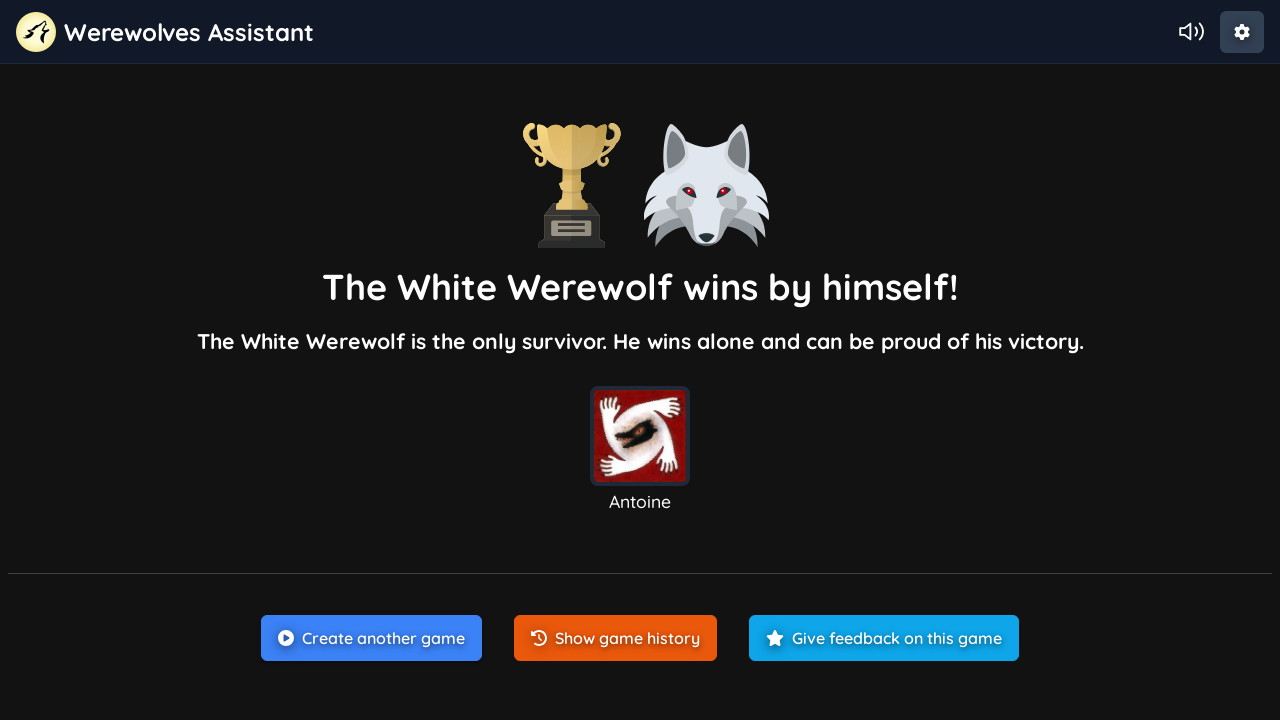 Werewolves Assistant
The White Werewolf wins by himself!
The White Werewolf is the only survivor. He wins alone and can be proud of his victory.
Antoine
Create another game
Show game history
Give feedback on this game